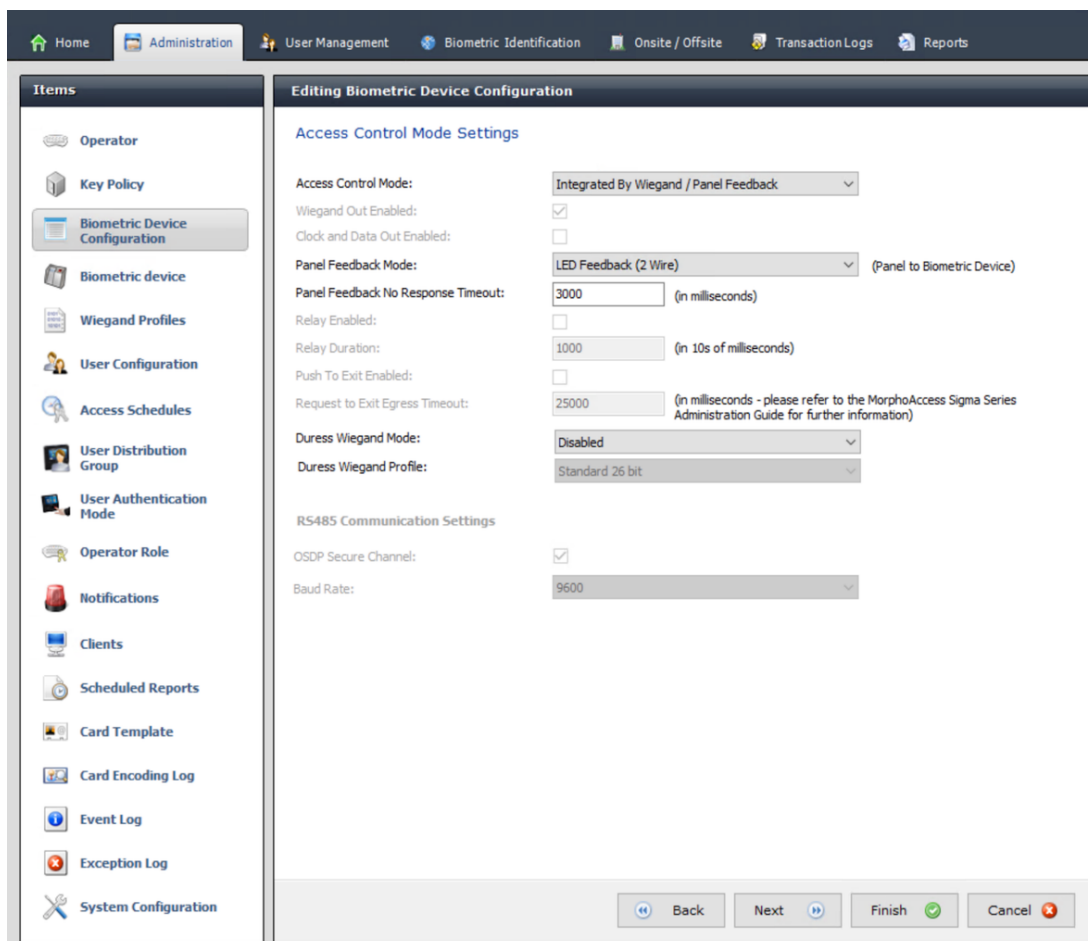 Home
Administration
User Management
Biometric Identification
Onsite / Offsite
Transaction Logs
Reports
Items
Operator
Key Policy
Biometric Device
Configuration
Biometric device
Wiegand Profiles
User Configuration
Access Schedules
User Distribution
Group
User Authentication
Mode
Operator Role
Notifications
Clients
Scheduled Reports
Card Template
Card Encoding Log
Event Log
Exception Log
System Configuration
Editing Biometric Device Configuration
Access Control Mode Settings
Access Control Mode: Integrated By Wiegand / Panel Feedback
Wiegand Out Enabled:
Clock and Data Out Enabled:
Panel Feedback Mode: LED Feedback (2 Wire) (Panel to Biometric Device)
Panel Feedback No Response Timeout: 3000 (in milliseconds)
Relay Enabled:
Relay Duration: 1000 (in 10s of milliseconds)
Push To Exit Enabled:
Request to Exit Egress Timeout: 25000 (in milliseconds - please refer to the MorphoAccess Sigma Series
Administration Guide for further information)
Duress Wiegand Mode: Disabled
Duress Wiegand Profile: Standard 26 bit
RS485 Communication Settings
OSDP Secure Channel:
Baud Rate: 9600
Back
Next
Finish
Cancel